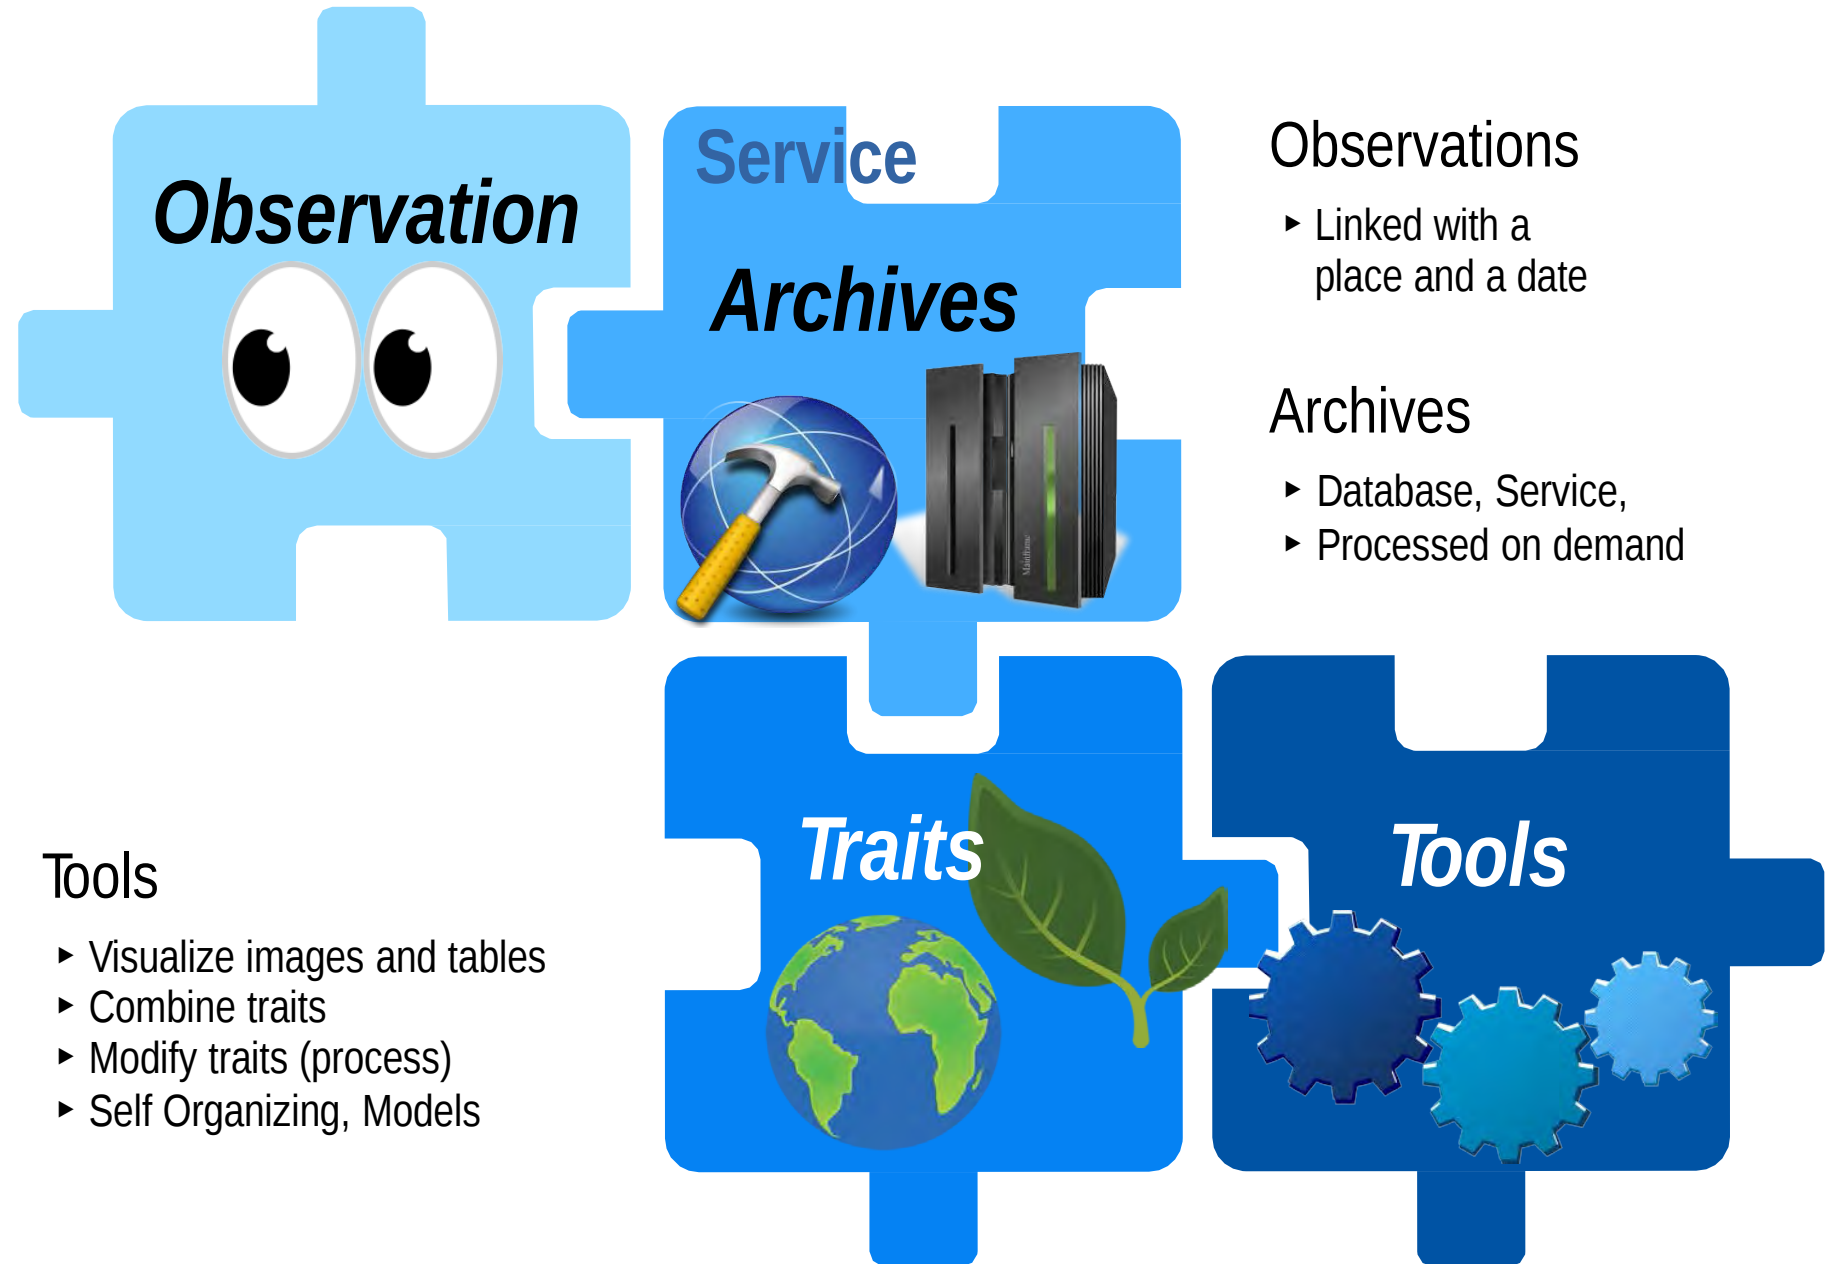 Observation
Service
Archives
Observations
‣ Linked with a
place and a date
Archives
‣ Database, Service,
‣ Processed on demand
Mainframe
Traits
Tools
Tools
‣ Visualize images and tables
‣ Combine traits
‣ Modify traits (process)
‣ Self Organizing, Models